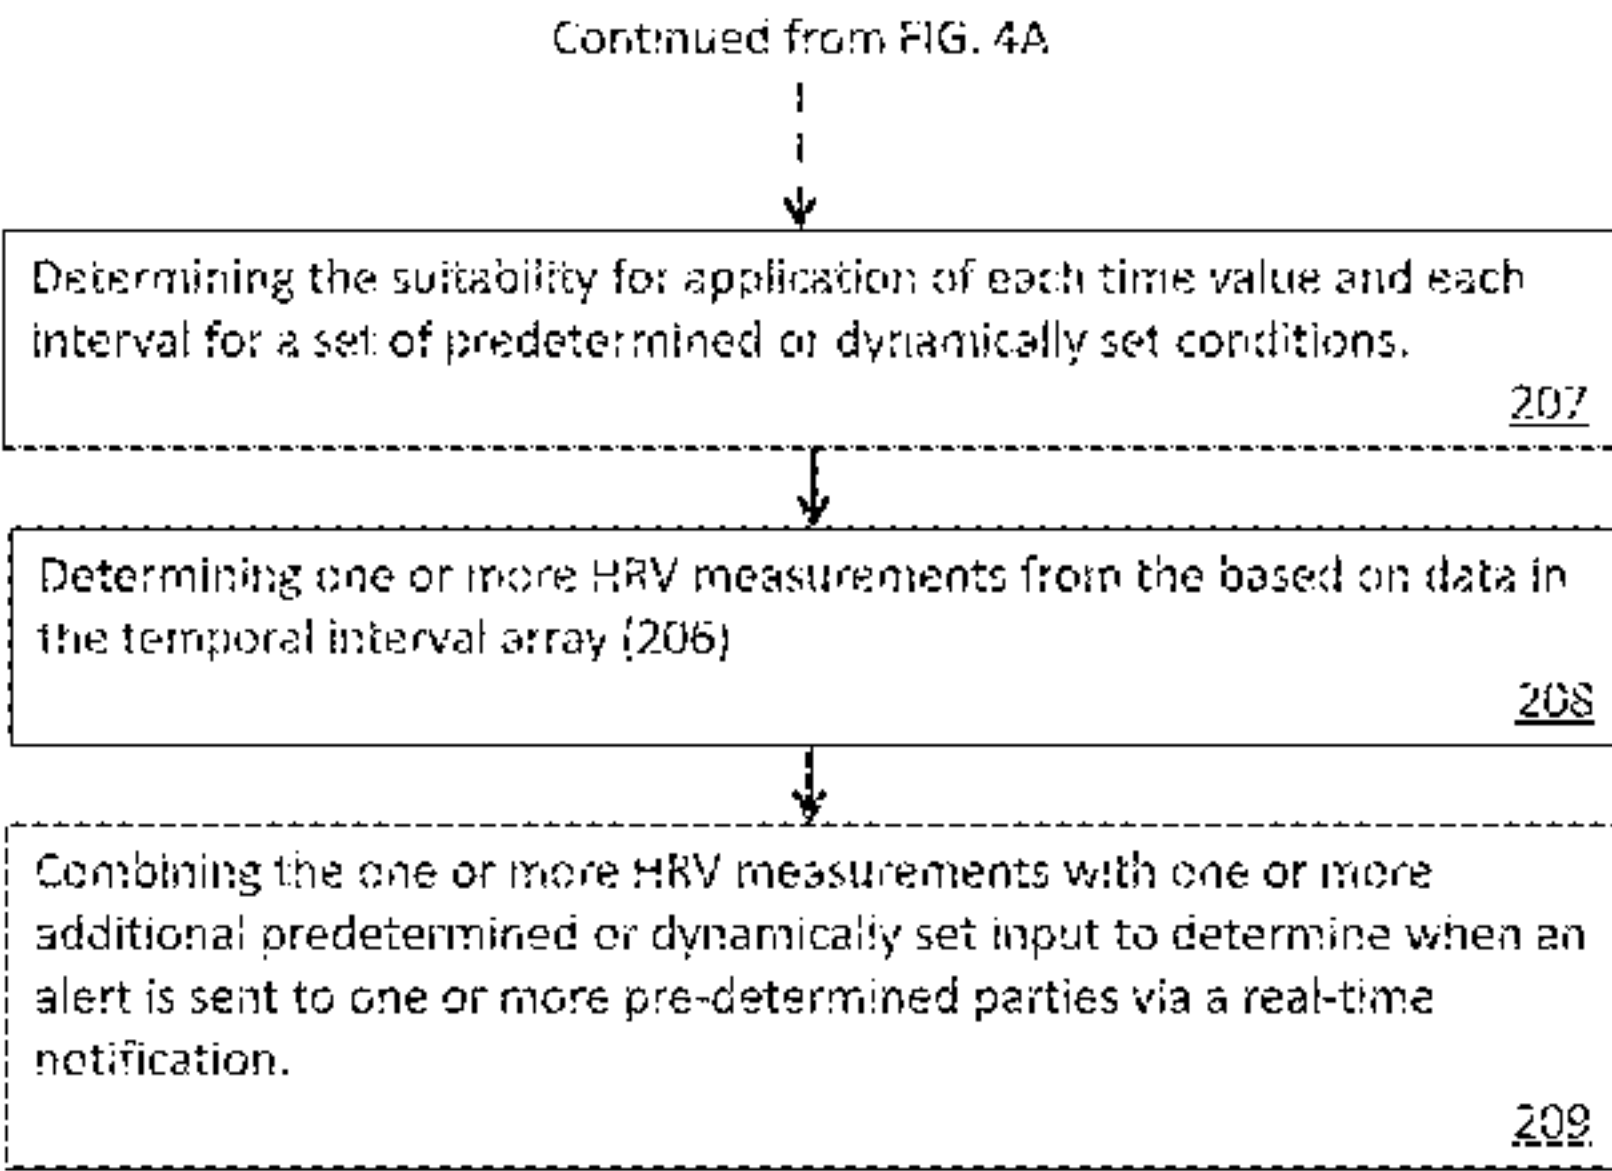 Continued from FIG. 4A
Determining the suitability for application of each time value and each
interval for a set of predetermined or dynamically set conditions.
207
Determining one or more HRV measurements from the based on data in
the temporal interval array (206)
208
Combining the one or more HRV measurements with one or more
additional predetermined or dynamically set input to determine when an
alert is sent to one or more pre-determined parties via a real-time
notification.
209